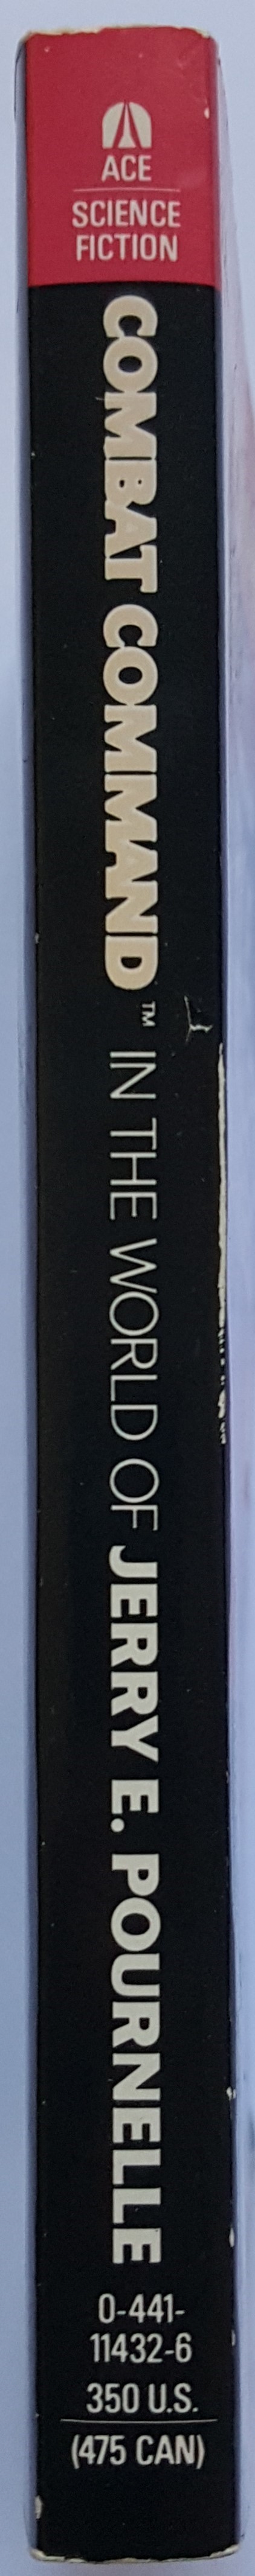 ACE
SCIENCE
FICTION
COMBAT COMMAND™ IN THE WORLD OF JERRY E. POURNELLE
0-441-
11432-6
350 U.S.
(475 CAN)